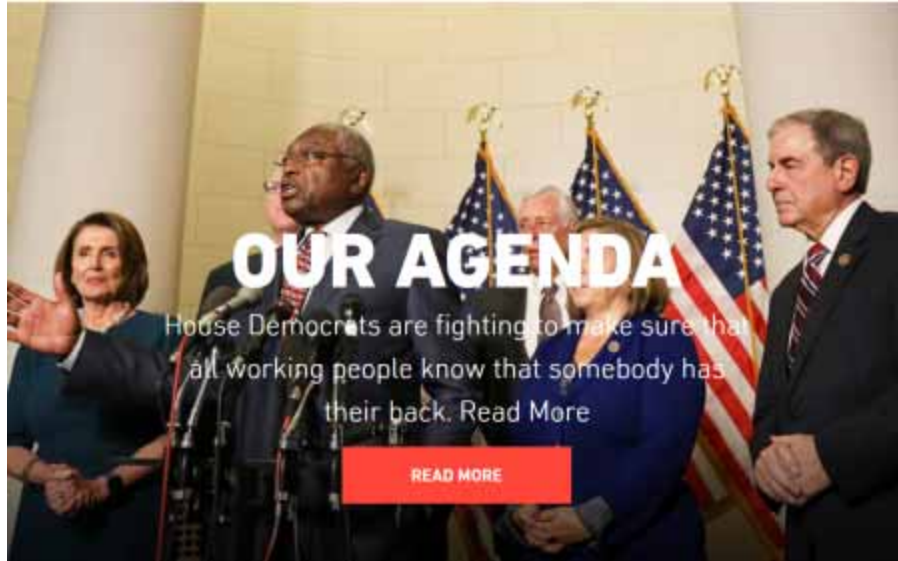 OUR AGENDA
House Democrats are fighting to make sure that
all working people know that somebody has
their back. Read More
READ MORE